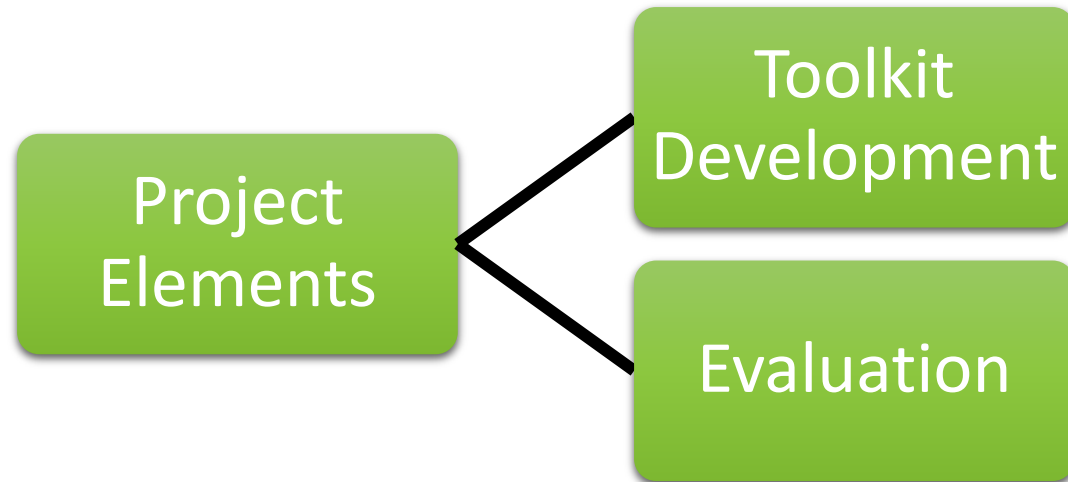 Project
Elements
Toolkit
Development
Evaluation